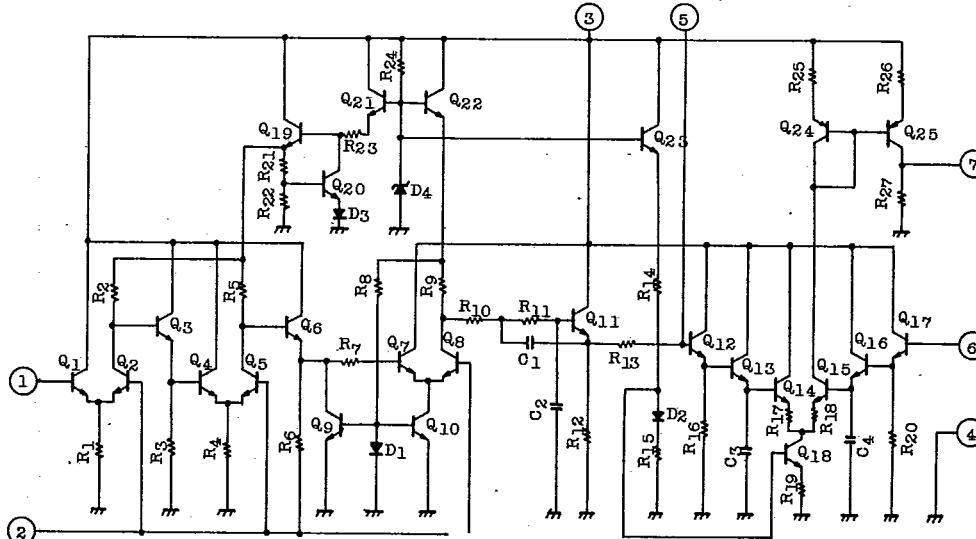 3
5
R24
R25
R26
Q21
Q22
Q19
R23
Q23
Q24
Q25
R21
7
Q20
D4
R22
R27
D3
R2
R5
R8
R9
R14
Q3
Q6
R10
R11
Q11
Q17
Q12
Q16
R7
Q7
Q8
C1
R13
6
Q1
Q2
Q4
Q5
Q13
Q15
1
Q14
C2
D2
R17
R18
Q9
Q10
R12
R1
R3
R4
R6
D1
R15
R16
C3
C4
R20
4
Q18
R19
2